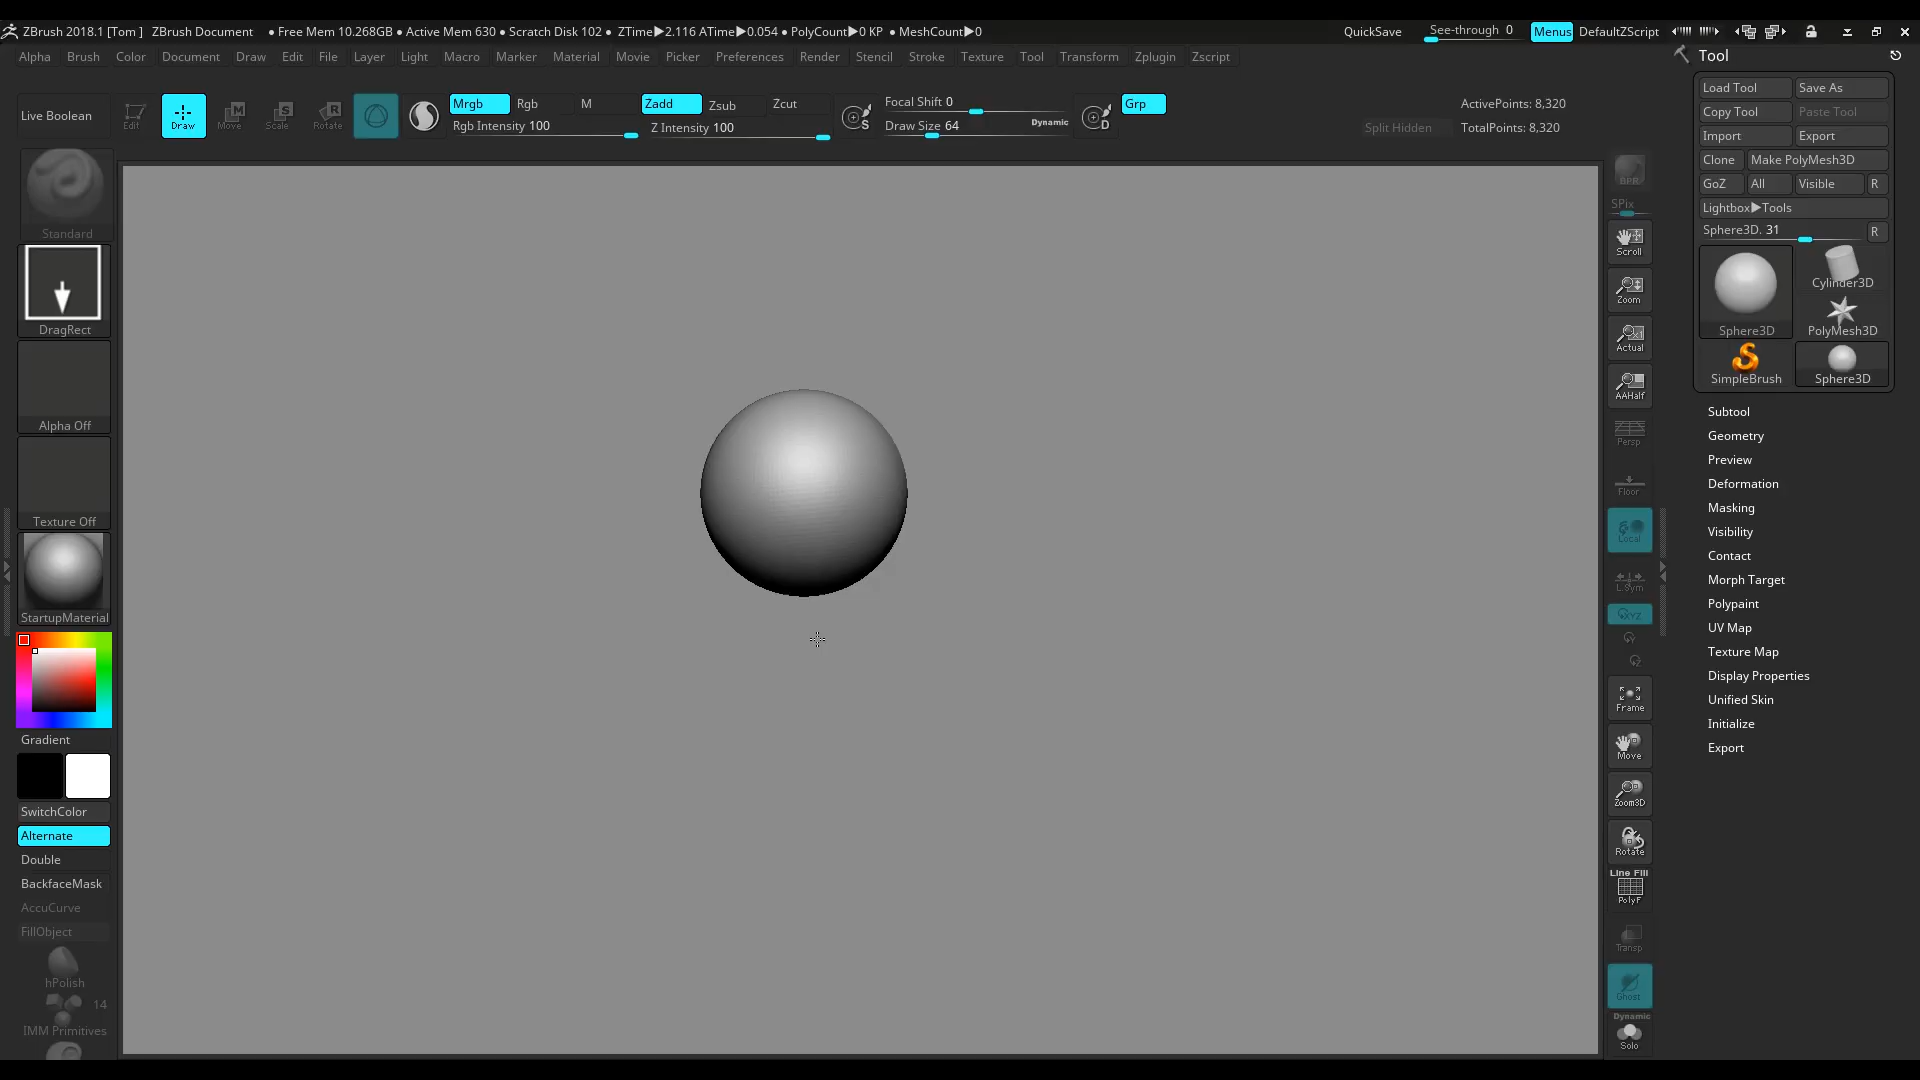 ZBrush 2018.1 [Tom ] ZBrush Document ● Free Mem 10.268GB ● Active Mem 630 ● Scratch Disk 102 ● ZTime▶2.116 ATime▶0.054 ● PolyCount▶0 KP ● MeshCount▶0 QuickSave See-through 0 Menus DefaultZScript
Alpha Brush Color Document Draw Edit File Layer Light Macro Marker Material Movie Picker Preferences Render Stencil Stroke Texture Tool Transform Zplugin Zscript
Tool
Live Boolean
Edit
Draw
Move
Scale
Rotate
Mrgb Rgb M
Rgb Intensity 100
Zadd Zsub Zcut
Z Intensity 100
S
Focal Shift 0
Draw Size 64 Dynamic
D
Grp
Split Hidden
ActivePoints: 8,320
TotalPoints: 8,320
Standard
DragRect
Alpha Off
Texture Off
StartupMaterial
Gradient
SwitchColor
Alternate
Double
BackfaceMask
AccuCurve
FillObject
hPolish
14
IMM Primitives
BPR
SPix
Scroll
Zoom
Actual
AAHalf
Persp
Floor
Local
L.Sym
XYZ
Y
Z
Frame
Move
Zoom3D
Rotate
Line Fill
PolyF
Transp
Ghost
Dynamic
Solo
Load Tool Save As
Copy Tool Paste Tool
Import Export
Clone Make PolyMesh3D
GoZ All Visible R
Lightbox▶Tools
Sphere3D. 31 R
Sphere3D
Cylinder3D
PolyMesh3D
SimpleBrush
Sphere3D
Subtool
Geometry
Preview
Deformation
Masking
Visibility
Contact
Morph Target
Polypaint
UV Map
Texture Map
Display Properties
Unified Skin
Initialize
Export